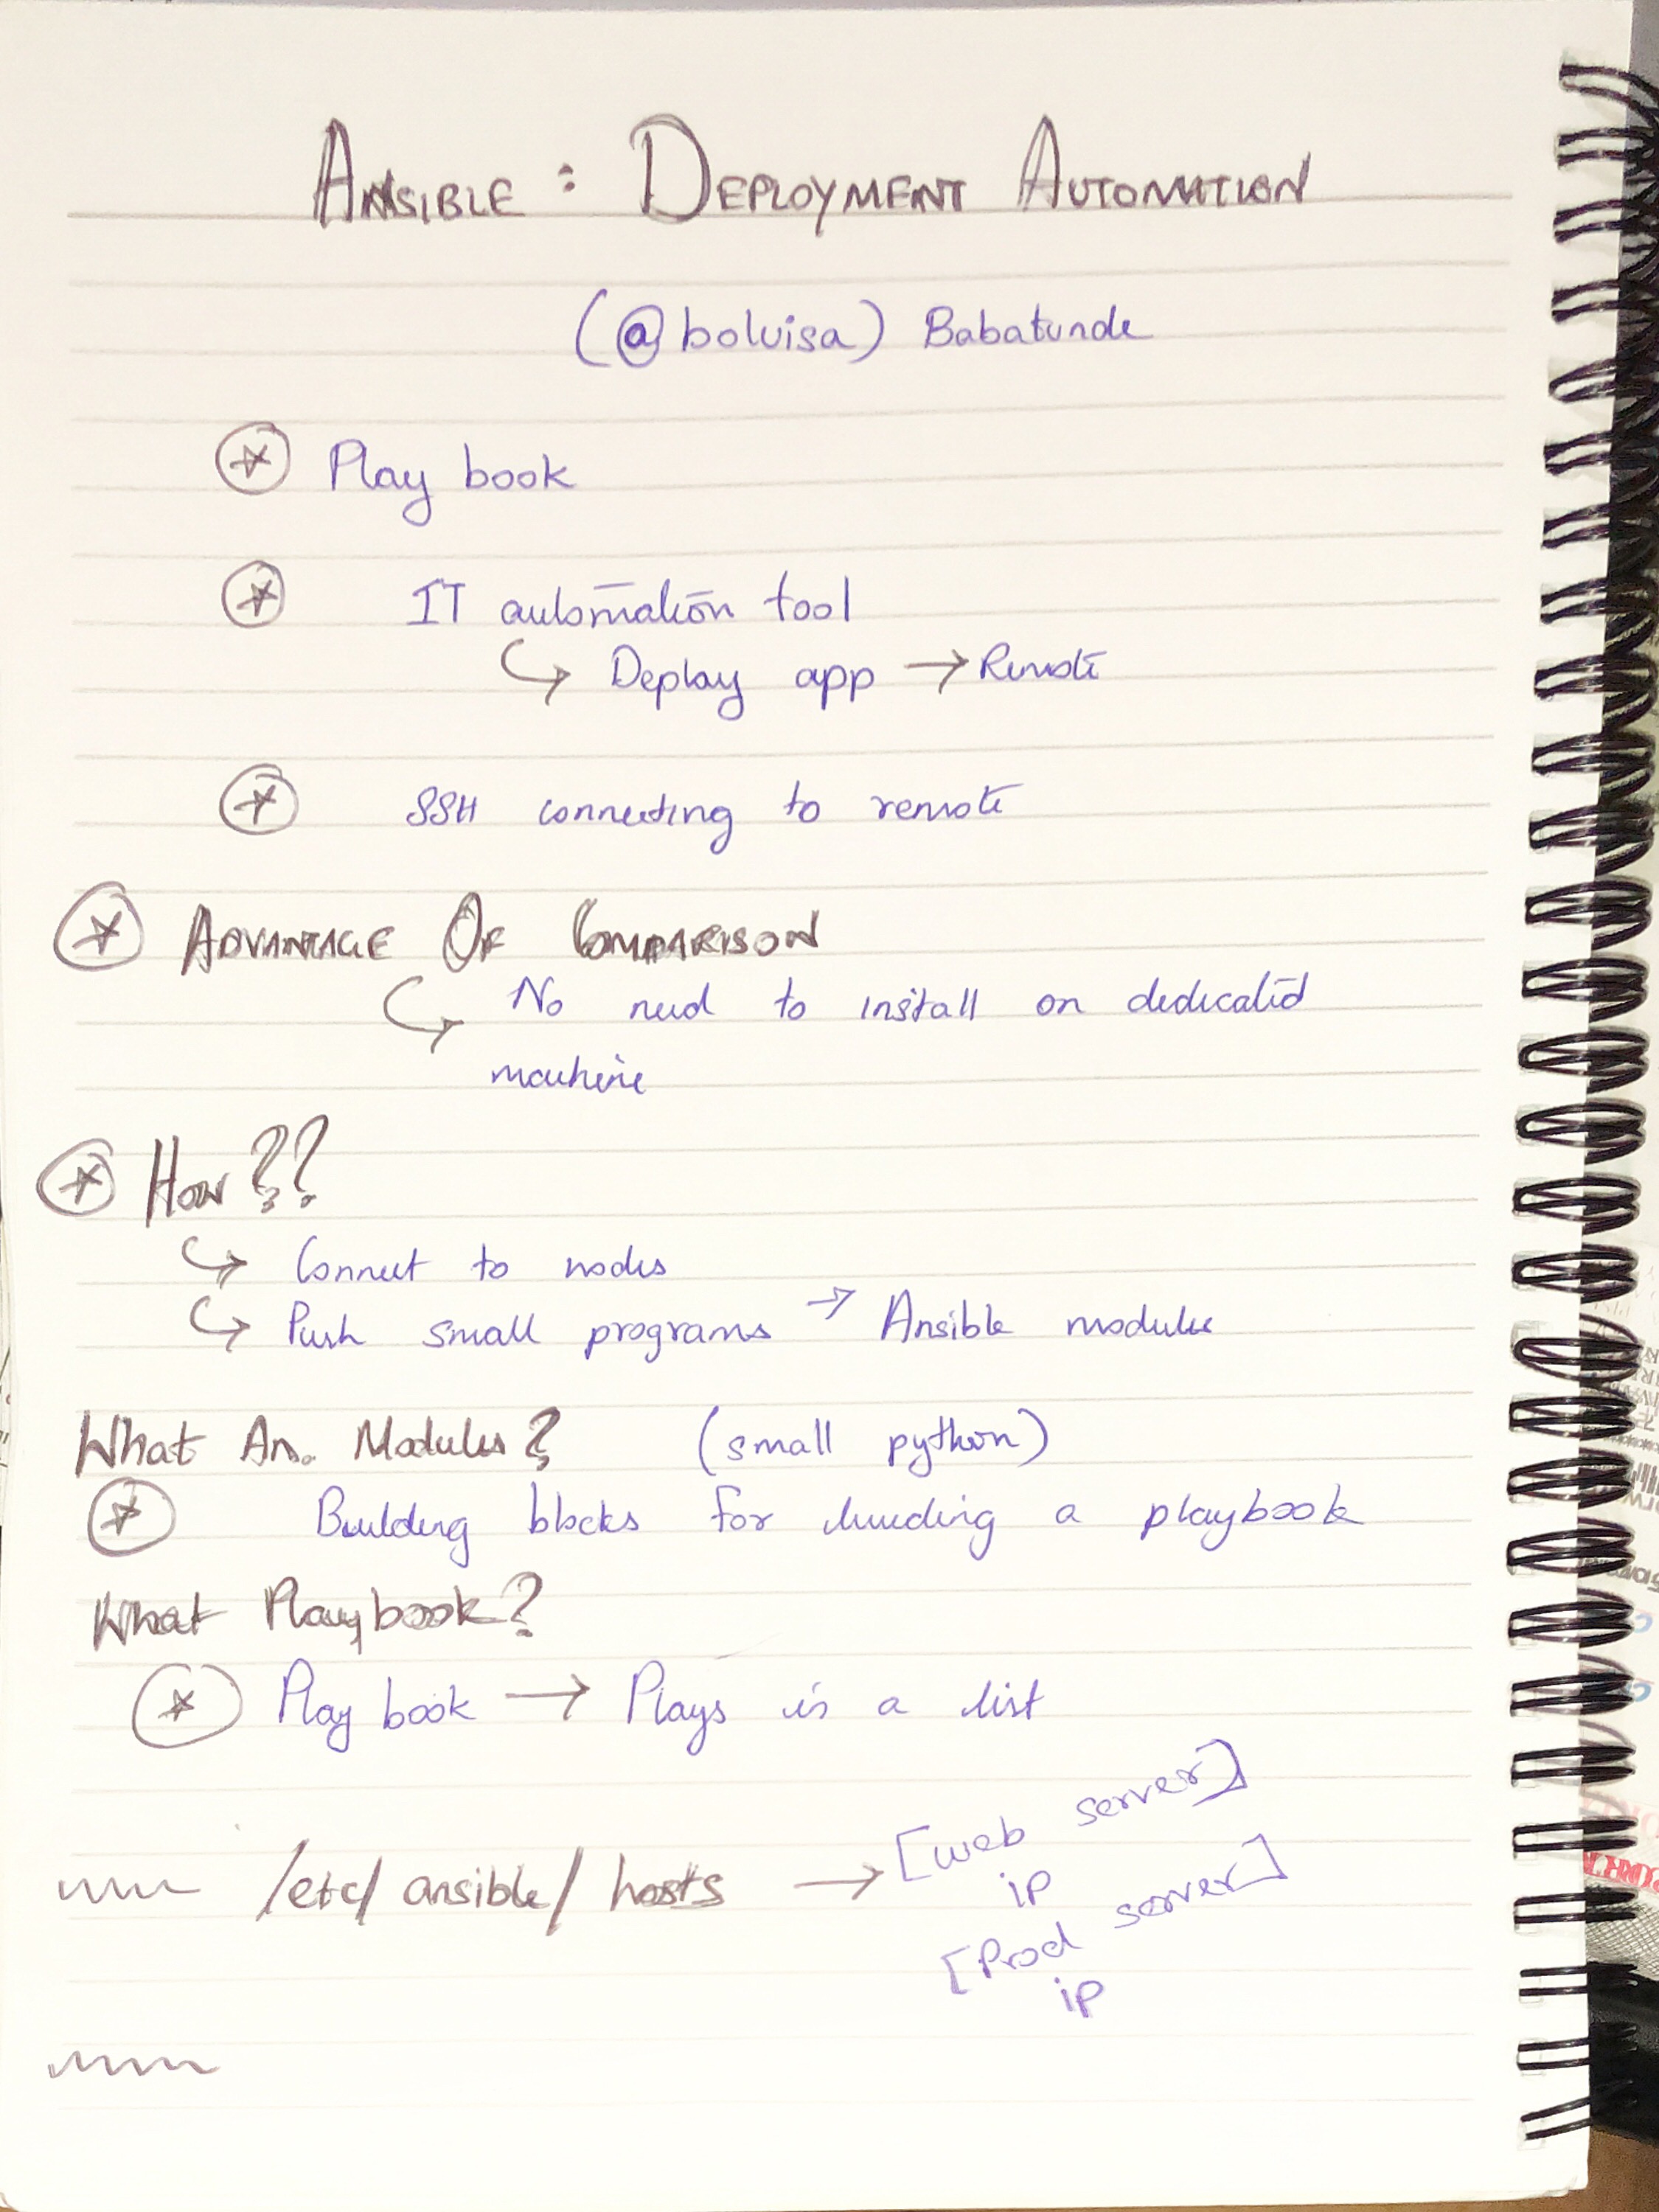 ANSIBLE : DEPLOYMENT AUTOMATION
(@boluisa) Babatunde
Play book
IT automation tool
Deploy app → Remote
SSH connecting to remote
ADVANTAGE OF COMPARISON
No need to install on dedicated
machine
HOW ??
Connect to nodes
Push small programs → Ansible modules
What An. Modules? (small python)
Building blocks for a playbook
What Playbook?
Play book → Plays is a list
/etc/ansible/hosts → [web server]
ip
[Prod server]
ip